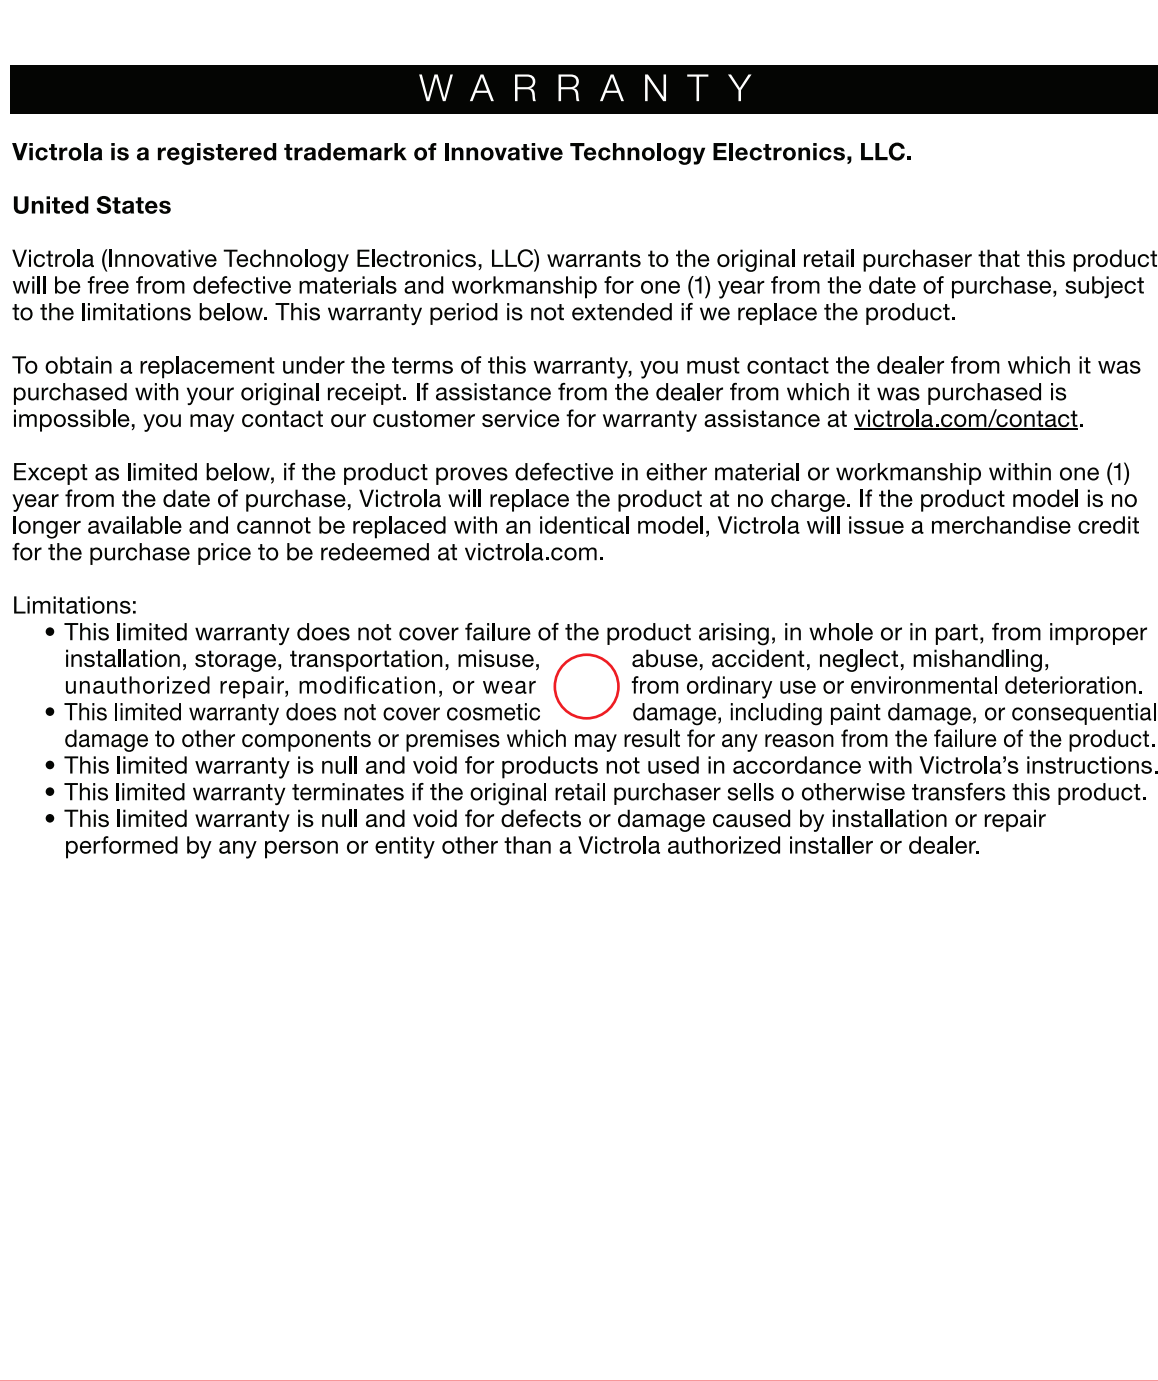 WARRANTY
Victrola is a registered trademark of Innovative Technology Electronics, LLC.
United States
Victrola (Innovative Technology Electronics, LLC) warrants to the original retail purchaser that this product
will be free from defective materials and workmanship for one (1) year from the date of purchase, subject
to the limitations below. This warranty period is not extended if we replace the product.
To obtain a replacement under the terms of this warranty, you must contact the dealer from which it was
purchased with your original receipt. If assistance from the dealer from which it was purchased is
impossible, you may contact our customer service for warranty assistance at victrola.com/contact.
Except as limited below, if the product proves defective in either material or workmanship within one (1)
year from the date of purchase, Victrola will replace the product at no charge. If the product model is no
longer available and cannot be replaced with an identical model, Victrola will issue a merchandise credit
for the purchase price to be redeemed at victrola.com.
Limitations:
• This limited warranty does not cover failure of the product arising, in whole or in part, from improper
installation, storage, transportation, misuse, abuse, accident, neglect, mishandling,
unauthorized repair, modification, or wear from ordinary use or environmental deterioration.
• This limited warranty does not cover cosmetic damage, including paint damage, or consequential
damage to other components or premises which may result for any reason from the failure of the product.
• This limited warranty is null and void for products not used in accordance with Victrola's instructions.
• This limited warranty terminates if the original retail purchaser sells o otherwise transfers this product.
• This limited warranty is null and void for defects or damage caused by installation or repair
performed by any person or entity other than a Victrola authorized installer or dealer.